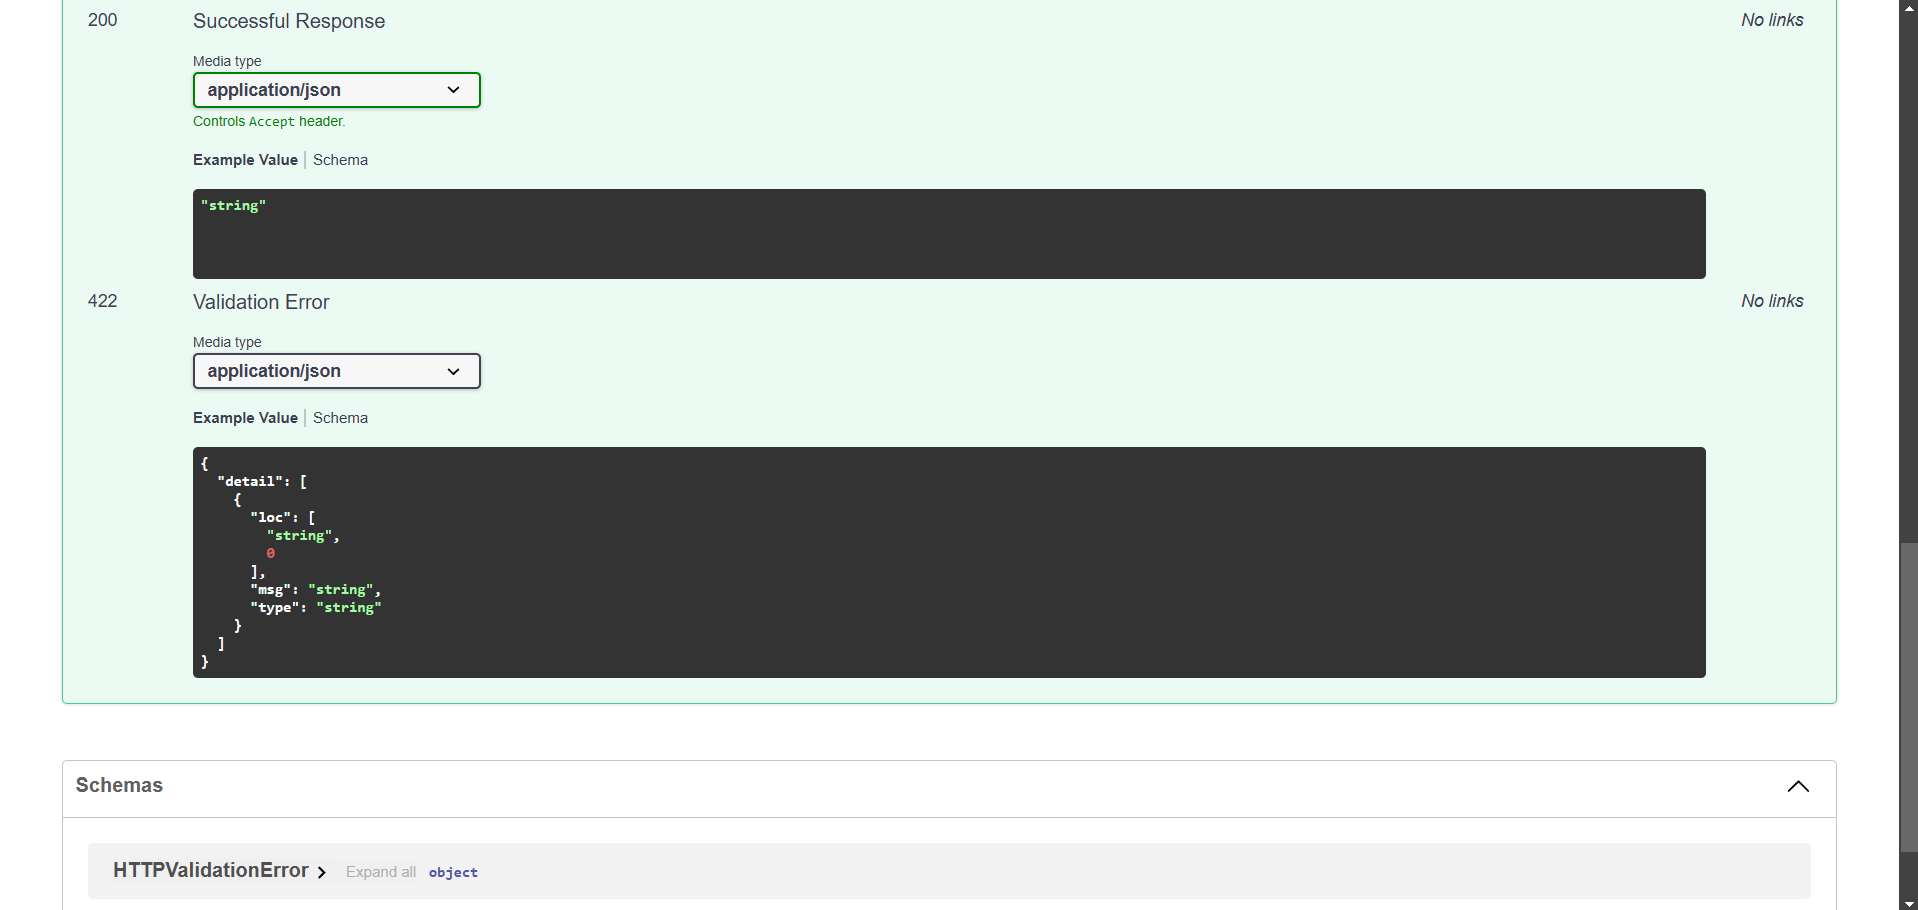 200 Successful Response No links
Media type
application/json
Controls Accept header.
Example Value Schema
"string"
422 Validation Error No links
Media type
application/json
Example Value Schema
{
  "detail": [
    {
      "loc": [
        "string",
        0
      ],
      "msg": "string",
      "type": "string"
    }
  ]
}
Schemas
HTTPValidationError Expand all object